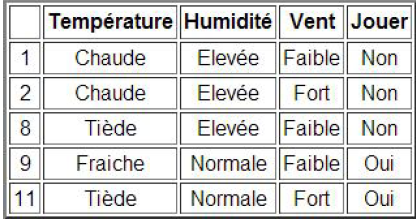 Température Humidité Vent Jouer
1 Chaude Elevée Faible Non
2 Chaude Elevée Fort Non
8 Tiède Elevée Faible Non
9 Fraiche Normale Faible Oui
11 Tiède Normale Fort Oui